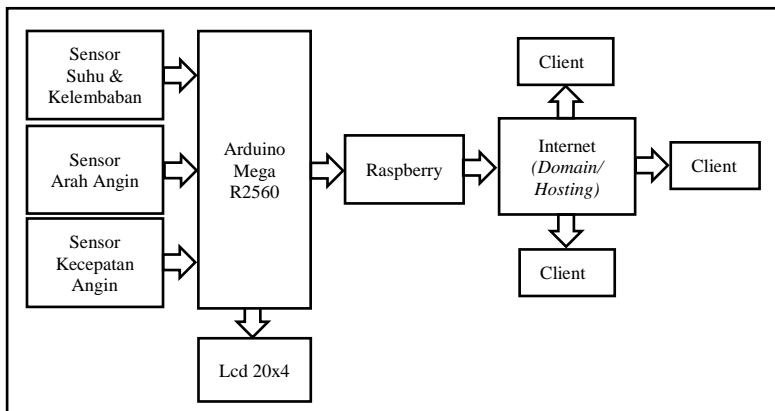 Sensor
Suhu &
Kelembaban
Sensor
Arah Angin
Sensor
Kecepatan
Angin
Arduino
Mega
R2560
Lcd 20x4
Raspberry
Client
Internet
(Domain/
Hosting)
Client
Client